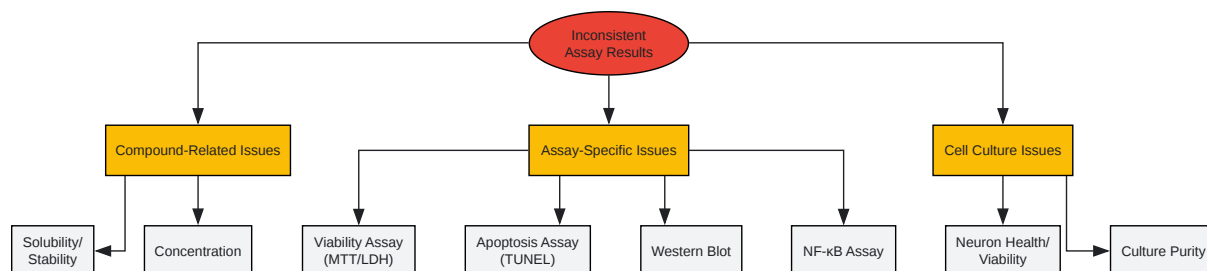 Inconsistent
Assay Results
Compound-Related Issues
Assay-Specific Issues
Cell Culture Issues
Solubility/
Stability
Concentration
Viability Assay
(MTT/LDH)
Apoptosis Assay
(TUNEL)
Western Blot
NF-κB Assay
Neuron Health/
Viability
Culture Purity